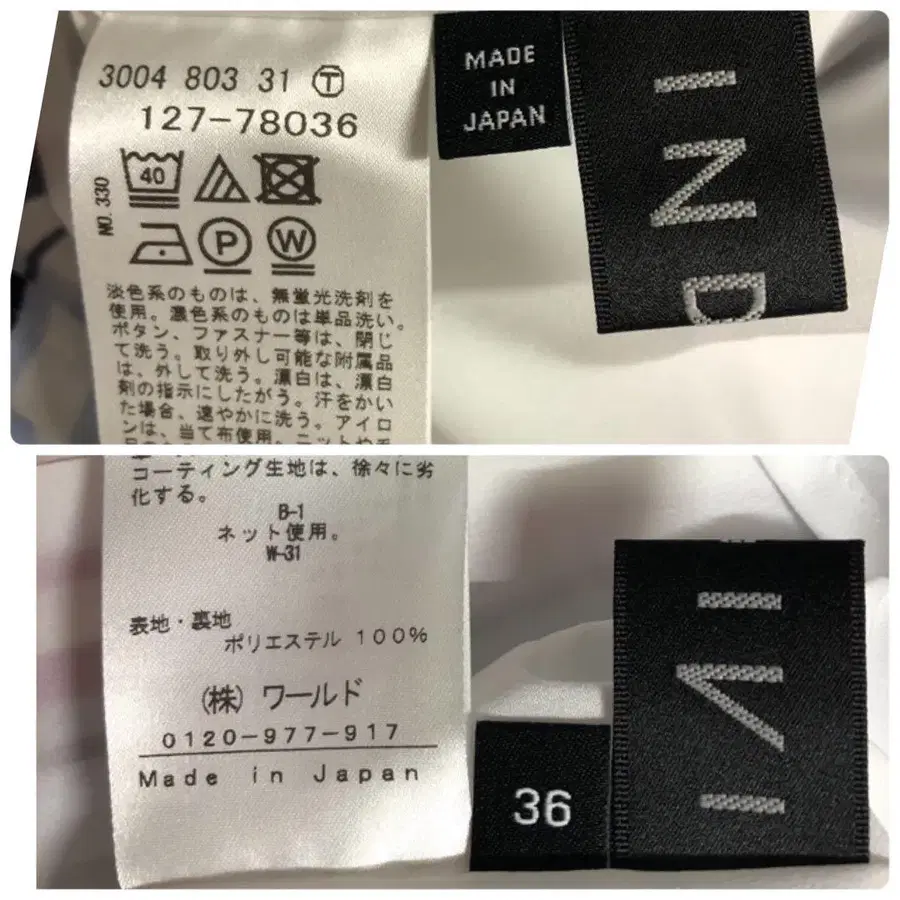 3004 803 31 Ⓣ
127-78036
NO.330
40
P
W
淡色系のものは、無蛍光洗剤を
使用。濃色系のものは単品洗い。
ボタン、ファスナー等は、閉じ
て洗う。取り外し可能な附属品
は、外して洗う。漂白は、漂白
剤の指示にしたがう。汗をかい
た場合、速やかに洗う。アイロ
ンは、当て布使用。ニットや
MADE
IN
JAPAN
IND
コーティング生地は、徐々に劣
化する。
B-1
ネット使用。
W-31
表地・裏地
ポリエステル 100%
(株) ワールド
0120-977-917
Made in Japan
36
IVI